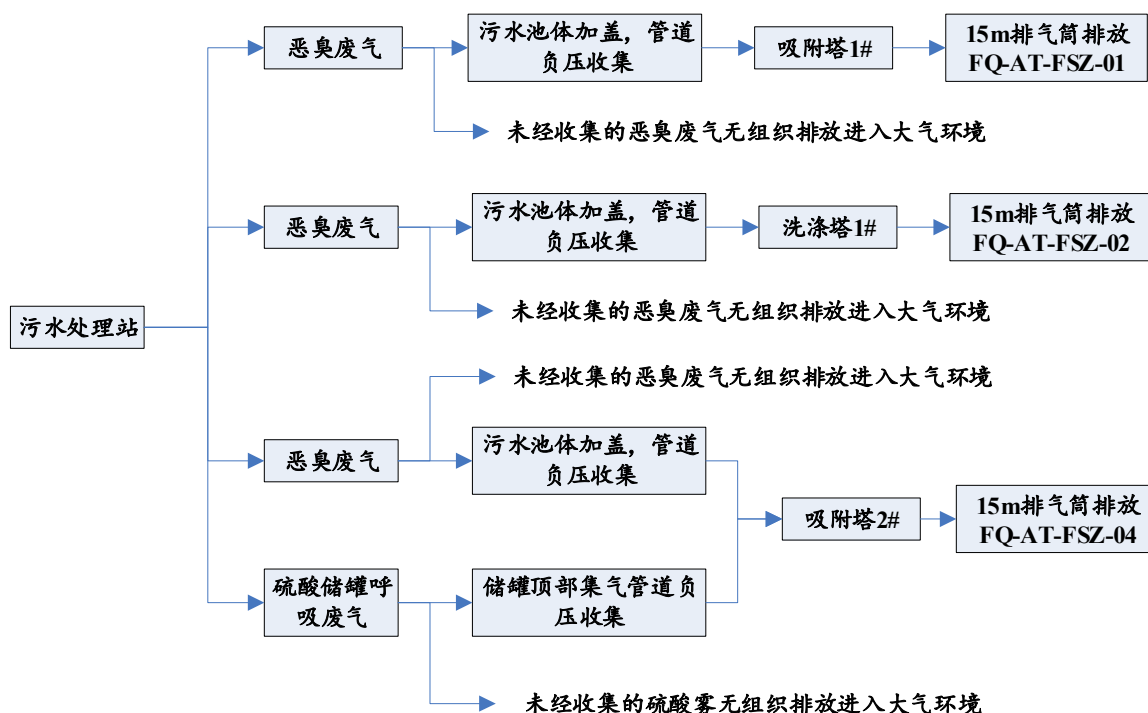 恶臭废气
污水池体加盖，管道
负压收集
吸附塔1#
15m排气筒排放
FQ-AT-FSZ-01
未经收集的恶臭废气无组织排放进入大气环境
恶臭废气
污水池体加盖，管道
负压收集
洗涤塔1#
15m排气筒排放
FQ-AT-FSZ-02
未经收集的恶臭废气无组织排放进入大气环境
污水处理站
未经收集的恶臭废气无组织排放进入大气环境
恶臭废气
污水池体加盖，管道
负压收集
吸附塔2#
15m排气筒排放
FQ-AT-FSZ-04
硫酸储罐呼
吸废气
储罐顶部集气管道负
压收集
未经收集的硫酸雾无组织排放进入大气环境